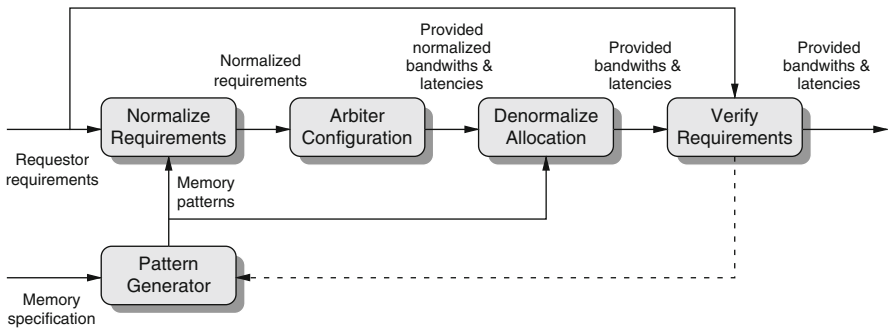 Normalized
requirements
Provided
normalized
bandwiths &
latencies
Provided
bandwiths &
latencies
Provided
bandwiths &
latencies
Normalize
Requirements
Arbiter
Configuration
Denormalize
Allocation
Verify
Requirements
Requestor
requirements
Memory
patterns
Pattern
Generator
Memory
specification